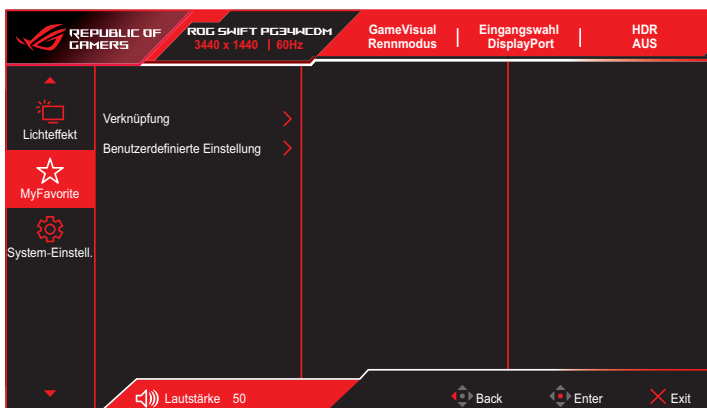 REPUBLIC OF
GAMERS
ROG SWIFT PG34WCDM
3440 x 1440 | 60Hz
GameVisual
Rennmodus
Eingangswahl
DisplayPort
HDR
AUS
Lichteffekt
MyFavorite
System-Einstell.
Verknüpfung
Benutzerdefinierte Einstellung
Lautstärke 50
Back
Enter
Exit